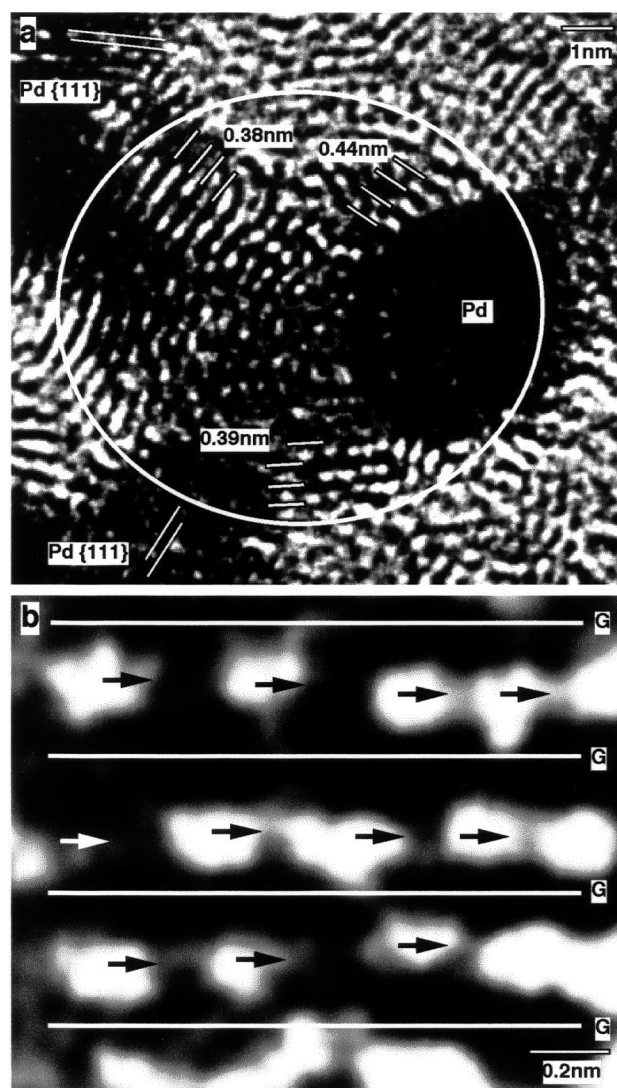 a
1nm
Pd {111}
0.38nm
0.44nm
Pd
0.39nm
Pd {111}
b
G
G
G
G
0.2nm